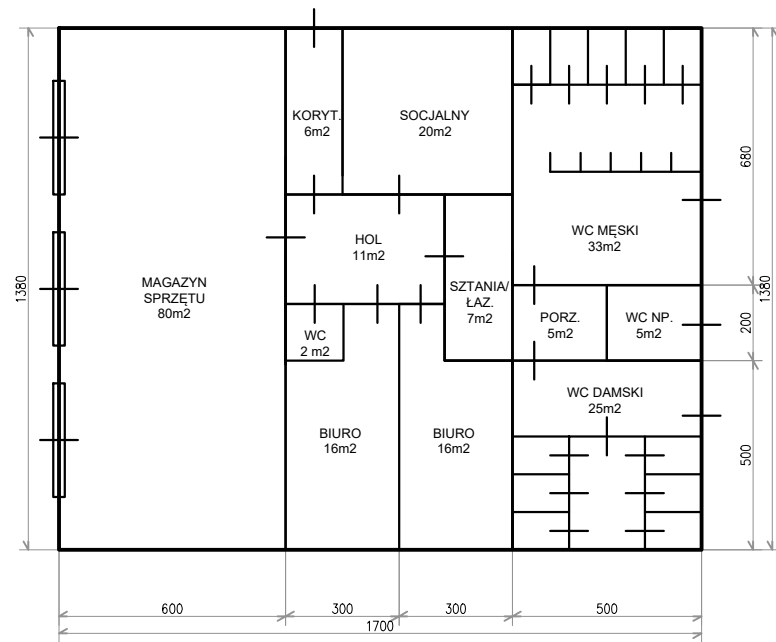 KORYT.
6m2
SOCJALNY
20m2
680
WC MĘSKI
33m2
HOL
11m2
1380
MAGAZYN
SPRZĘTU
80m2
SZTANIA/
ŁAZ.
7m2
1380
PORZ.
5m2
WC NP.
5m2
200
WC
2 m2
WC DAMSKI
25m2
BIURO
16m2
BIURO
16m2
500
600
300
300
500
1700